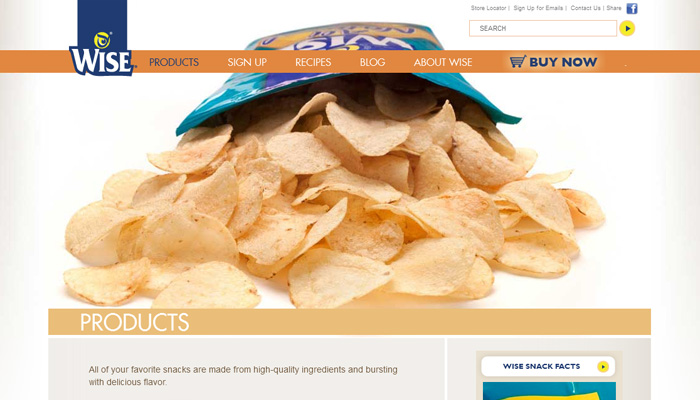 Store Locator | Sign Up for Emails | Contact Us | Share
SEARCH
WISE
PRODUCTS SIGN UP RECIPES BLOG ABOUT WISE BUY NOW
WISE
PRODUCTS
All of your favorite snacks are made from high-quality ingredients and bursting
with delicious flavor.
WISE SNACK FACTS